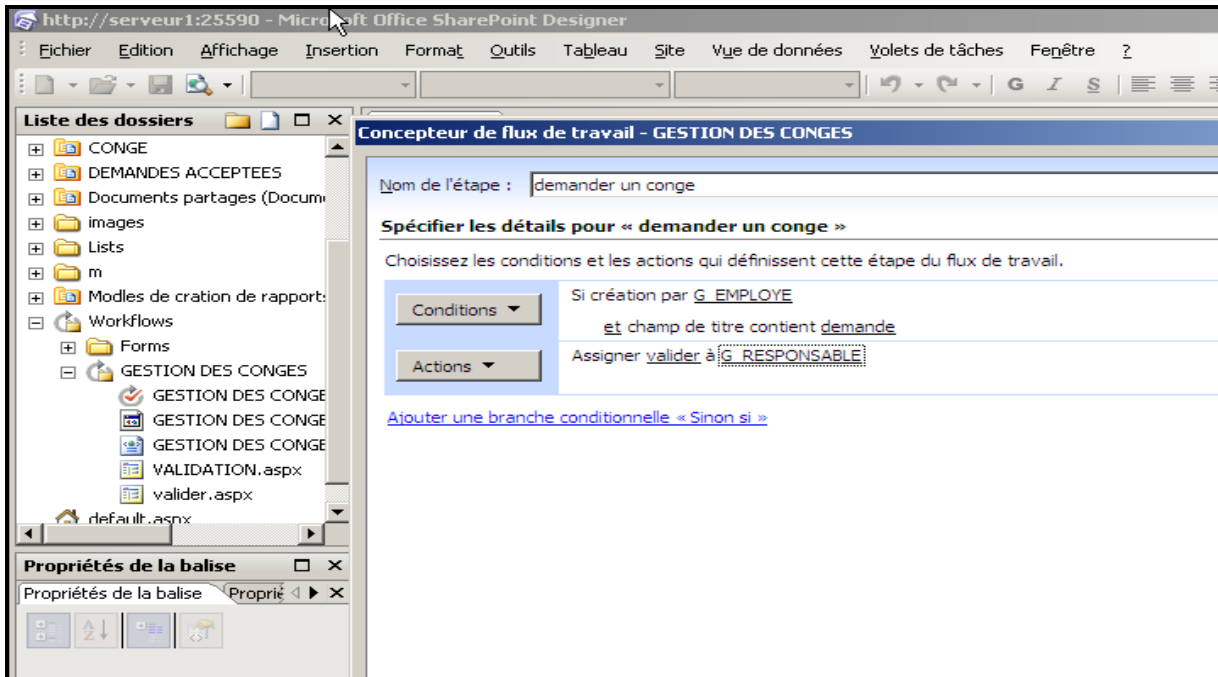 http://serveur1:25590 - Microsoft Office SharePoint Designer
Fichier Edition Affichage Insertion Format Outils Tableau Site Vue de données Volets de tâches Fenêtre ?
G I S
Liste des dossiers
CONGE
DEMANDES ACCEPTEES
Documents partages (Docum
images
Lists
m
Modles de cration de rapport
Workflows
Forms
GESTION DES CONGES
GESTION DES CONGE
GESTION DES CONGE
GESTION DES CONGE
VALIDATION.aspx
valider.aspx
default.aspx
Propriétés de la balise
Propriétés de la balise Proprié
Concepteur de flux de travail - GESTION DES CONGES
Nom de l'étape : demander un conge
Spécifier les détails pour « demander un conge »
Choisissez les conditions et les actions qui définissent cette étape du flux de travail.
Conditions
Si création par G_EMPLOYE
et champ de titre contient demande
Actions
Assigner valider à G_RESPONSABLE
Ajouter une branche conditionnelle « Sinon si »